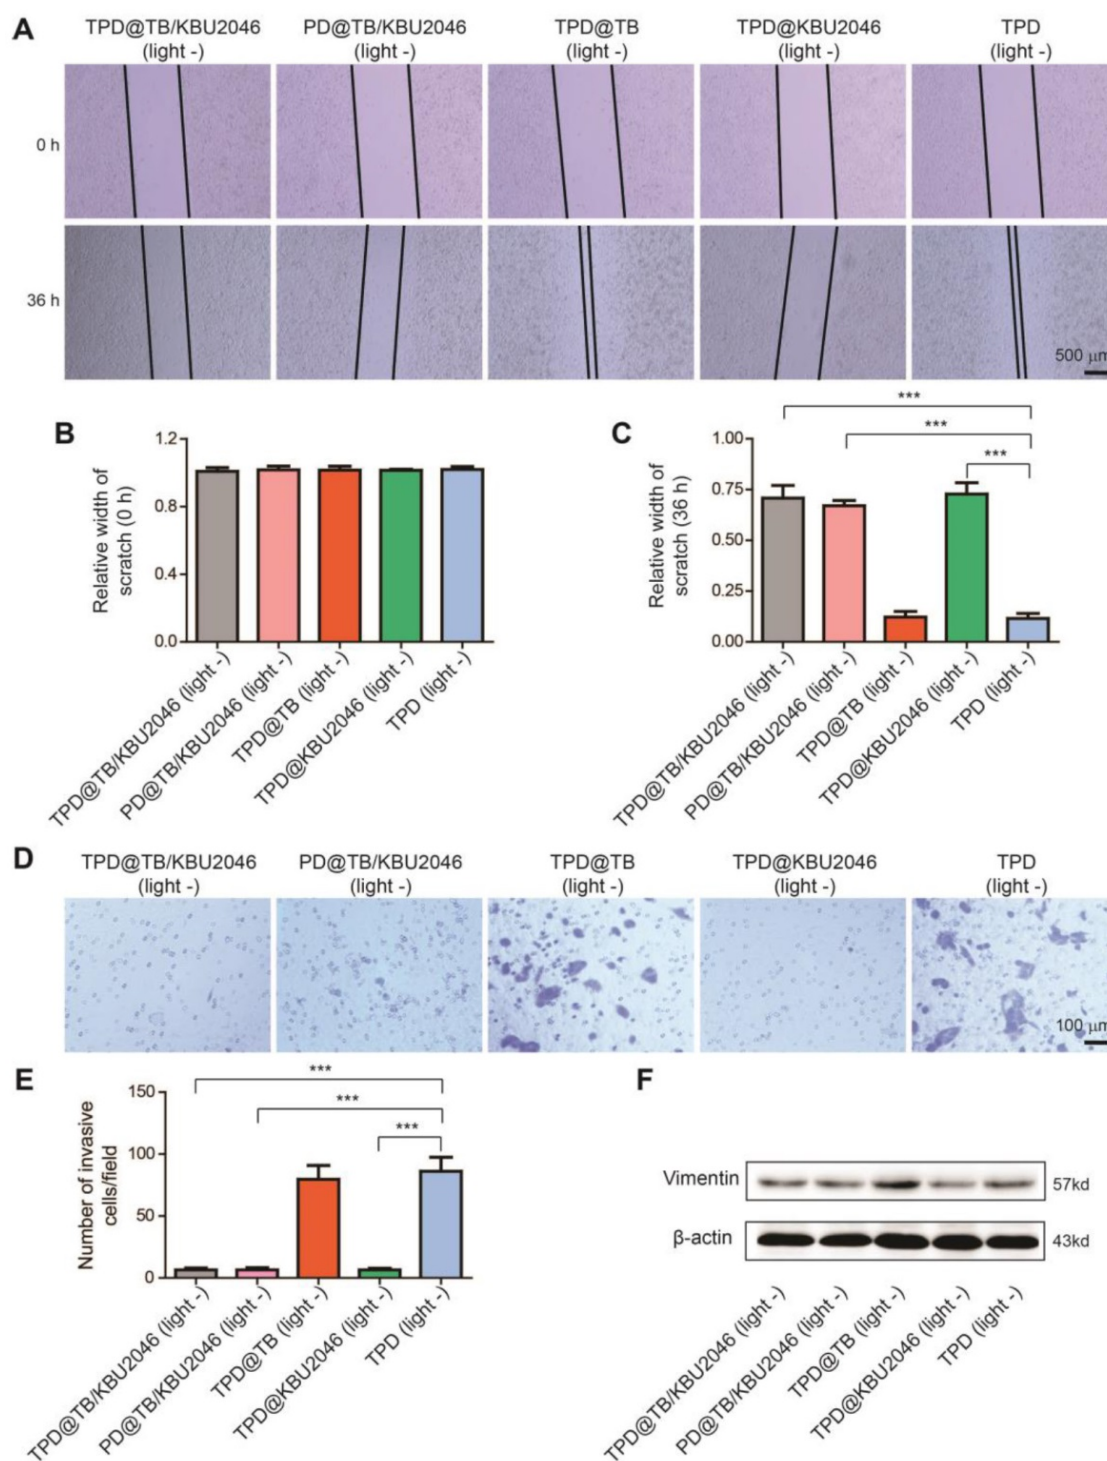 A
TPD@TB/KBU2046
(light -)
PD@TB/KBU2046
(light -)
TPD@TB
(light -)
TPD@KBU2046
(light -)
TPD
(light -)
0 h
36 h
500 μm
B
Relative width of
scratch (0 h)
1.2
0.8
0.4
0.0
TPD@TB/KBU2046 (light -)
PD@TB/KBU2046 (light -)
TPD@TB (light -)
TPD@KBU2046 (light -)
TPD (light -)
C
Relative width of
scratch (36 h)
1.00
0.75
0.50
0.25
0.00
***
***
***
TPD@TB/KBU2046 (light -)
PD@TB/KBU2046 (light -)
TPD@TB (light -)
TPD@KBU2046 (light -)
TPD (light -)
D
TPD@TB/KBU2046
(light -)
PD@TB/KBU2046
(light -)
TPD@TB
(light -)
TPD@KBU2046
(light -)
TPD
(light -)
100 μm
E
Number of invasive
cells/field
150
100
50
0
***
***
***
TPD@TB/KBU2046 (light -)
PD@TB/KBU2046 (light -)
TPD@TB (light -)
TPD@KBU2046 (light -)
TPD (light -)
F
Vimentin
57kd
β-actin
43kd
TPD@TB/KBU2046 (light -)
PD@TB/KBU2046 (light -)
TPD@TB (light -)
TPD@KBU2046 (light -)
TPD (light -)